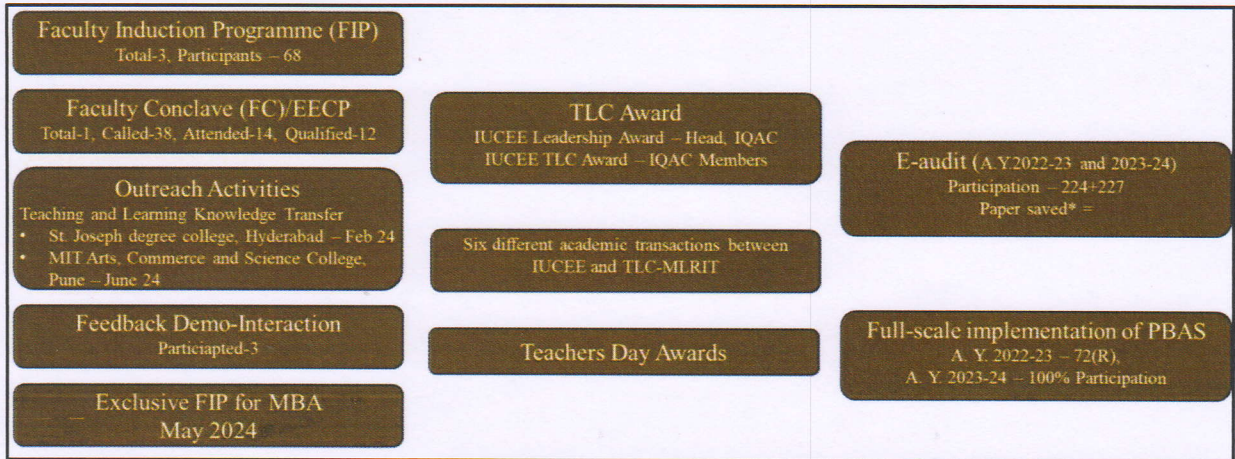 Faculty Induction Programme (FIP)
Total-3, Participants – 68
Faculty Conclave (FC)/EECP
Total-1, Called-38, Attended-14, Qualified-12
Outreach Activities
Teaching and Learning Knowledge Transfer
• St. Joseph degree college, Hyderabad – Feb 24
• MIT Arts, Commerce and Science College,
Pune – June 24
Feedback Demo-Interaction
Particiapted-3
Exclusive FIP for MBA
May 2024
TLC Award
IUCEE Leadership Award – Head, IQAC
IUCEE TLC Award – IQAC Members
Six different academic transactions between
IUCEE and TLC-MLRIT
Teachers Day Awards
E-audit (A.Y.2022-23 and 2023-24)
Participation – 224+227
Paper saved* =
Full-scale implementation of PBAS
A. Y. 2022-23 – 72(R),
A. Y. 2023-24 – 100% Participation